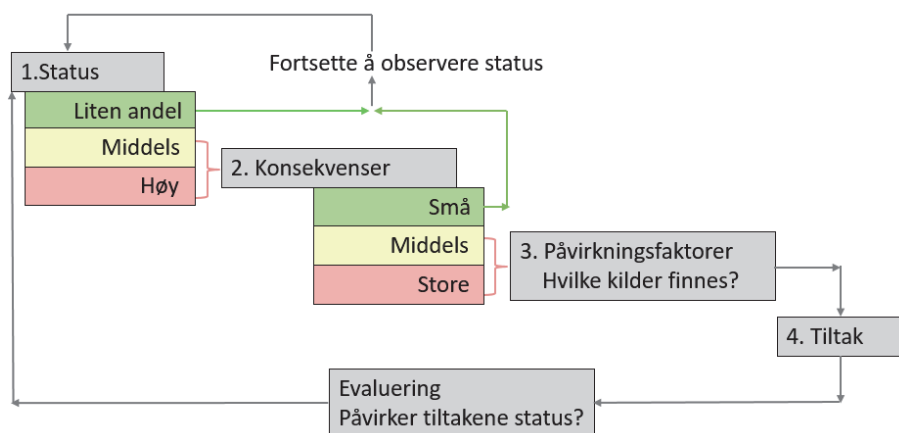 Fortsette å observere status
1.Status
Liten andel
Middels
Høy
2. Konsekvenser
Små
Middels
Store
3. Påvirkningsfaktorer
Hvilke kilder finnes?
4. Tiltak
Evaluering
Påvirker tiltakene status?